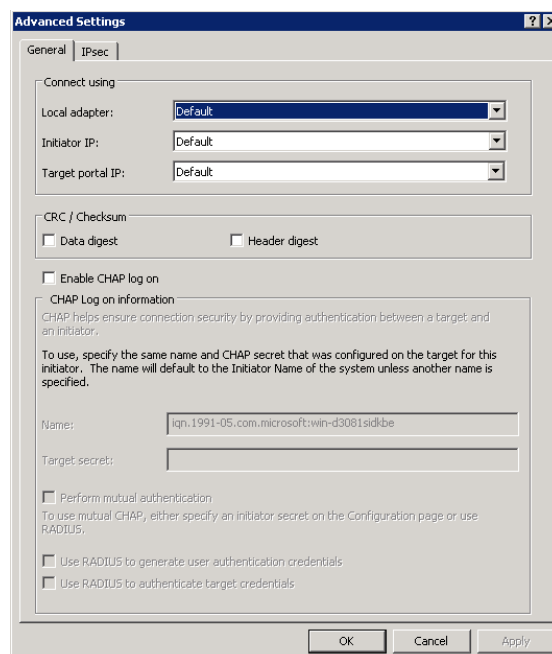 Advanced Settings
General
IPsec
Connect using
Local adapter:
Default
Initiator IP:
Default
Target portal IP:
Default
CRC / Checksum
Data digest
Header digest
Enable CHAP log on
CHAP Log on information
CHAP helps ensure connection security by providing authentication between a target and
an initiator.
To use, specify the same name and CHAP secret that was configured on the target for this
initiator. The name will default to the Initiator Name of the system unless another name is
specified.
Name:
iqn.1991-05.com.microsoft:win-d3081sidkbe
Target secret:
Perform mutual authentication
To use mutual CHAP, either specify an initiator secret on the Configuration page or use
RADIUS.
Use RADIUS to generate user authentication credentials
Use RADIUS to authenticate target credentials
OK
Cancel
Apply